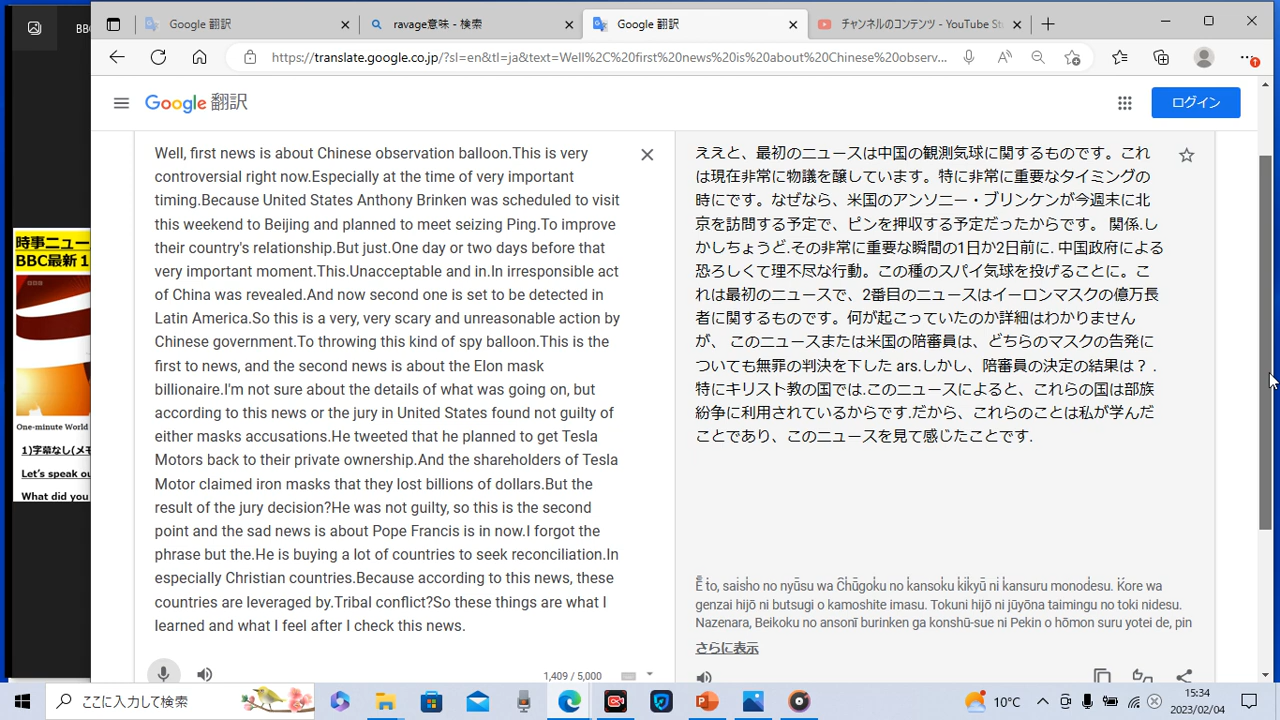 BB
Google 翻訳
ravage意味 - 検索
Google 翻訳
チャンネルのコンテンツ - YouTube St
https://translate.google.co.jp/?sl=en&tl=ja&text=Well%2C%20first%20news%20is%20about%20Chinese%20observ...
Google 翻訳
ログイン
Well, first news is about Chinese observation balloon.This is very
controversial right now.Especially at the time of very important
timing.Because United States Anthony Brinken was scheduled to visit
this weekend to Beijing and planned to meet seizing Ping.To improve
their country's relationship.But just.One day or two days before that
very important moment.This.Unacceptable and in.In irresponsible act
of China was revealed.And now second one is set to be detected in
Latin America.So this is a very, very scary and unreasonable action by
Chinese government.To throwing this kind of spy balloon.This is the
first to news, and the second news is about the Elon mask
billionaire.I'm not sure about the details of what was going on, but
according to this news or the jury in United States found not guilty of
either masks accusations.He tweeted that he planned to get Tesla
Motors back to their private ownership.And the shareholders of Tesla
Motor claimed iron masks that they lost billions of dollars.But the
result of the jury decision?He was not guilty, so this is the second
point and the sad news is about Pope Francis is in now.I forgot the
phrase but the.He is buying a lot of countries to seek reconciliation.In
especially Christian countries.Because according to this news, these
countries are leveraged by.Tribal conflict?So these things are what I
learned and what I feel after I check this news.
1,409 / 5,000
ええと、最初のニュースは中国の観測気球に関するものです。これ
は現在非常に物議を醸しています。特に非常に重要なタイミングの
時にです。なぜなら、米国のアンソニー・ブリンケンが今週末に北
京を訪問する予定で、ピンを押収する予定だったからです。 関係.し
かしちょうど.その非常に重要な瞬間の1日か2日前に. 中国政府による
恐ろしくて理不尽な行動。この種のスパイ気球を投げることに。こ
れは最初のニュースで、2番目のニュースはイーロンマスクの億万長
者に関するものです。何が起こっていたのか詳細はわかりません
が、 このニュースまたは米国の陪審員は、どちらのマスクの告発に
ついても無罪の判決を下した ars.しかし、陪審員の決定の結果は？ .
特にキリスト教の国では.このニュースによると、これらの国は部族
紛争に利用されているからです.だから、これらのことは私が学んだ
ことであり、このニュースを見て感じたことです.
Ē to, saisho no nyūsu wa Chūgoku no kansoku kikyū ni kansuru monodesu. Kore wa
genzai hijō ni butsugi o kamoshite imasu. Tokuni hijō ni jūyōna taimingu no toki nidesu.
Nazenara, Beikoku no ansonī burinken ga konshū-sue ni Pekin o hōmon suru yotei de, pin
さらに表示
時事ニュー
BBC最新 1
BBC
One-minute World
1)字幕なし(メモ
Let's speak ou
What did you
ここに入力して検索
10°C
15:34
2023/02/04